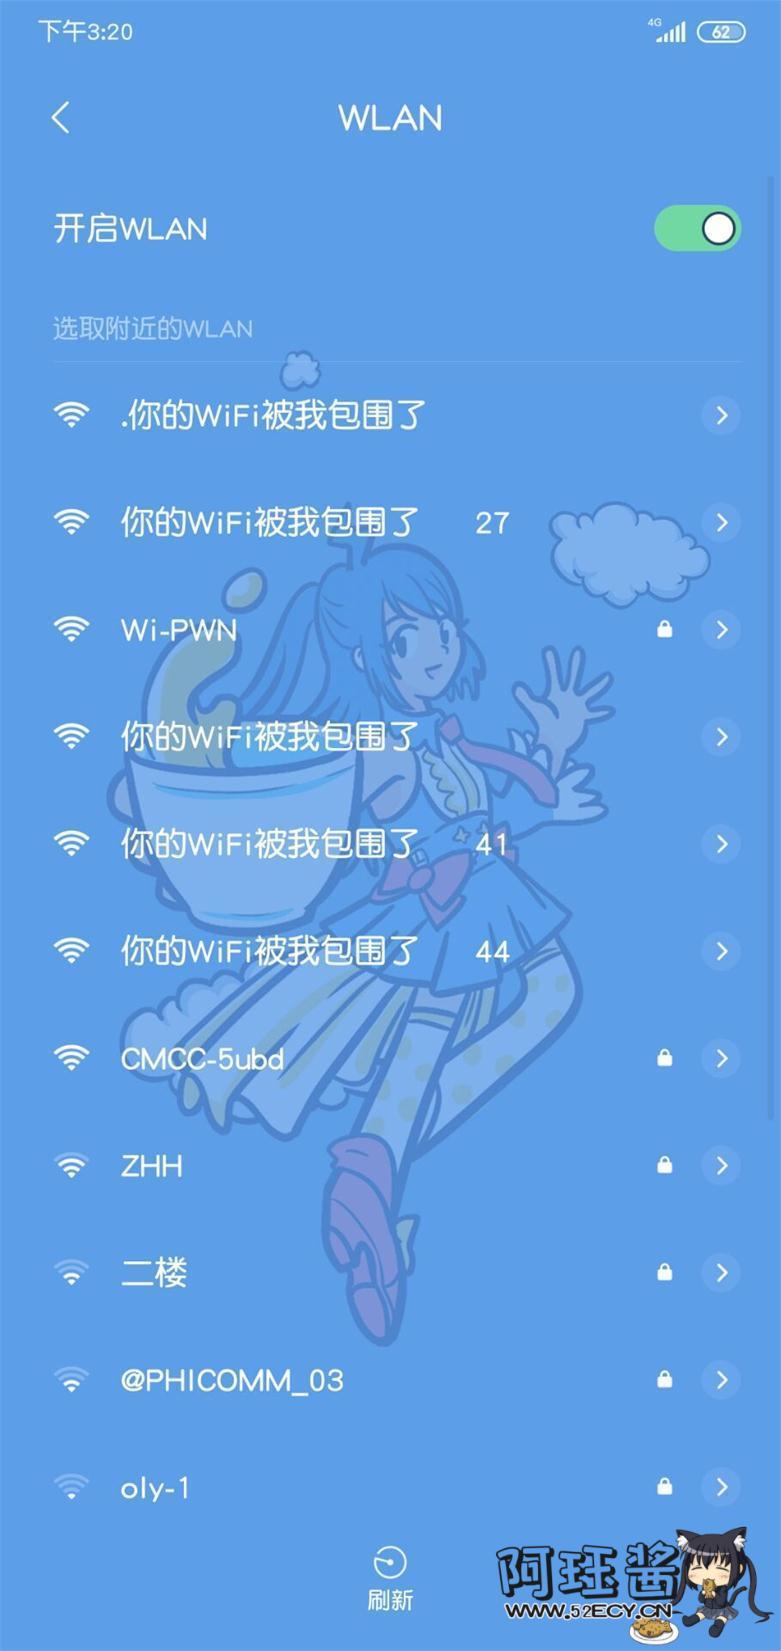 下午3:20
4G
62
WLAN
开启WLAN
选取附近的WLAN
.你的WiFi被我包围了
你的WiFi被我包围了 27
Wi-PWN
你的WiFi被我包围了
你的WiFi被我包围了 41
你的WiFi被我包围了 44
CMCC-5ubd
ZHH
二楼
@PHICOMM_03
oly-1
刷新
阿珏酱
WWW.52ECY.CN